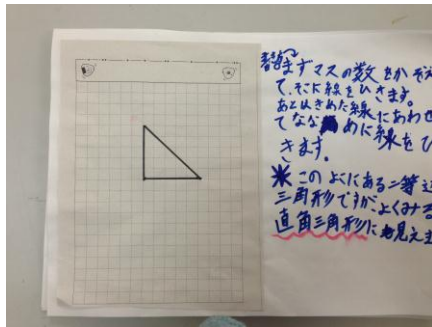 まずマスの数をかぞえ
て、そこに線をひきます。
あとはきめた線にあわせ
てななめに線をひ
きます。
※このよこにある二等辺
三角形ですが、よくみる
直角三角形にも見えま